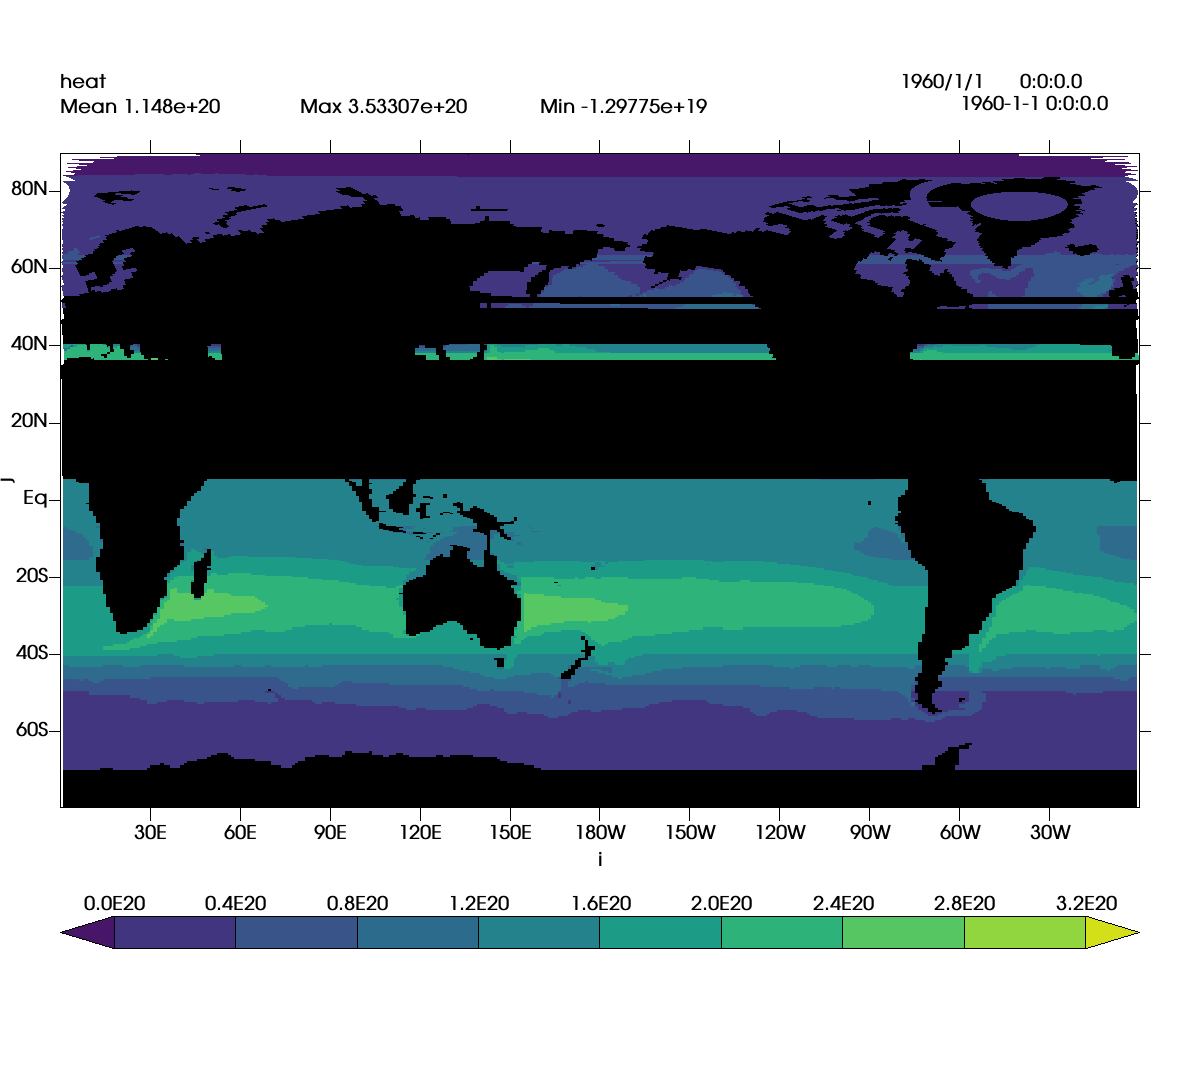 heat
1960/1/1 0:0:0.0
Mean 1.148e+20 Max 3.53307e+20 Min -1.29775e+19
1960-1-1 0:0:0.0
80N
60N
40N
20N
J
Eq
20S
40S
60S
30E 60E 90E 120E 150E 180W 150W 120W 90W 60W 30W
i
0.0E20 0.4E20 0.8E20 1.2E20 1.6E20 2.0E20 2.4E20 2.8E20 3.2E20